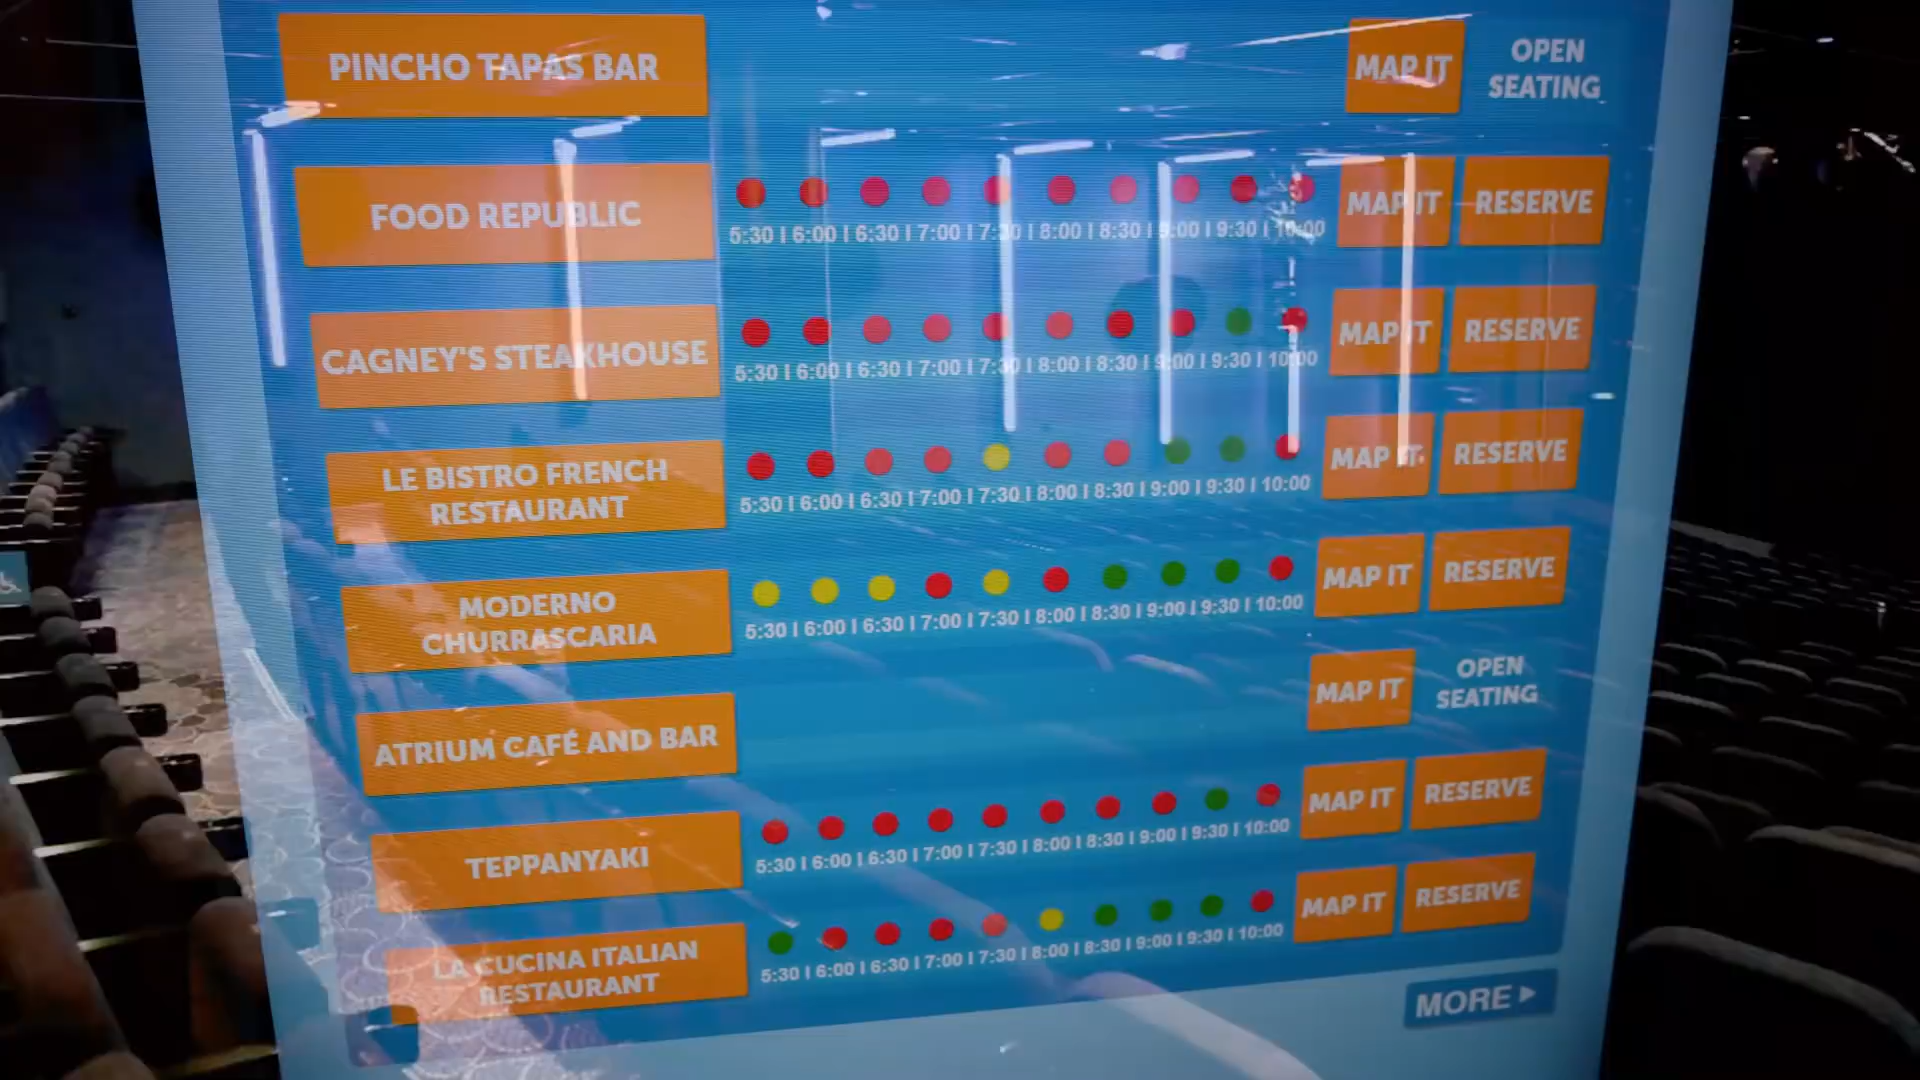 PINCHO TAPAS BAR
MAP IT
OPEN
SEATING
FOOD REPUBLIC
5:30 | 6:00 | 6:30 | 7:00 | 7:30 | 8:00 | 8:30 | 9:00 | 9:30 | 10:00
MAP IT
RESERVE
CAGNEY'S STEAKHOUSE
5:30 | 6:00 | 6:30 | 7:00 | 7:30 | 8:00 | 8:30 | 9:00 | 9:30 | 10:00
MAP IT
RESERVE
LE BISTRO FRENCH
RESTAURANT
5:30 | 6:00 | 6:30 | 7:00 | 7:30 | 8:00 | 8:30 | 9:00 | 9:30 | 10:00
MAP IT
RESERVE
MODERNO
CHURRASCARIA
5:30 | 6:00 | 6:30 | 7:00 | 7:30 | 8:00 | 8:30 | 9:00 | 9:30 | 10:00
MAP IT
RESERVE
ATRIUM CAFÉ AND BAR
MAP IT
OPEN
SEATING
TEPPANYAKI
5:30 | 6:00 | 6:30 | 7:00 | 7:30 | 8:00 | 8:30 | 9:00 | 9:30 | 10:00
MAP IT
RESERVE
LA CUCINA ITALIAN
RESTAURANT
5:30 | 6:00 | 6:30 | 7:00 | 7:30 | 8:00 | 8:30 | 9:00 | 9:30 | 10:00
MAP IT
RESERVE
MORE